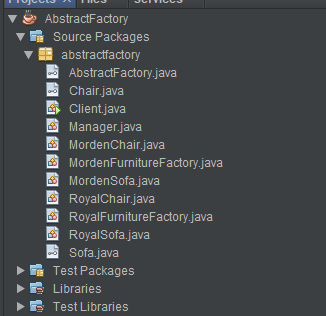 Projects
Files
Services
AbstractFactory
Source Packages
abstractfactory
AbstractFactory.java
Chair.java
Client.java
Manager.java
MordenChair.java
MordenFurnitureFactory.java
MordenSofa.java
RoyalChair.java
RoyalFurnitureFactory.java
RoyalSofa.java
Sofa.java
Test Packages
Libraries
Test Libraries